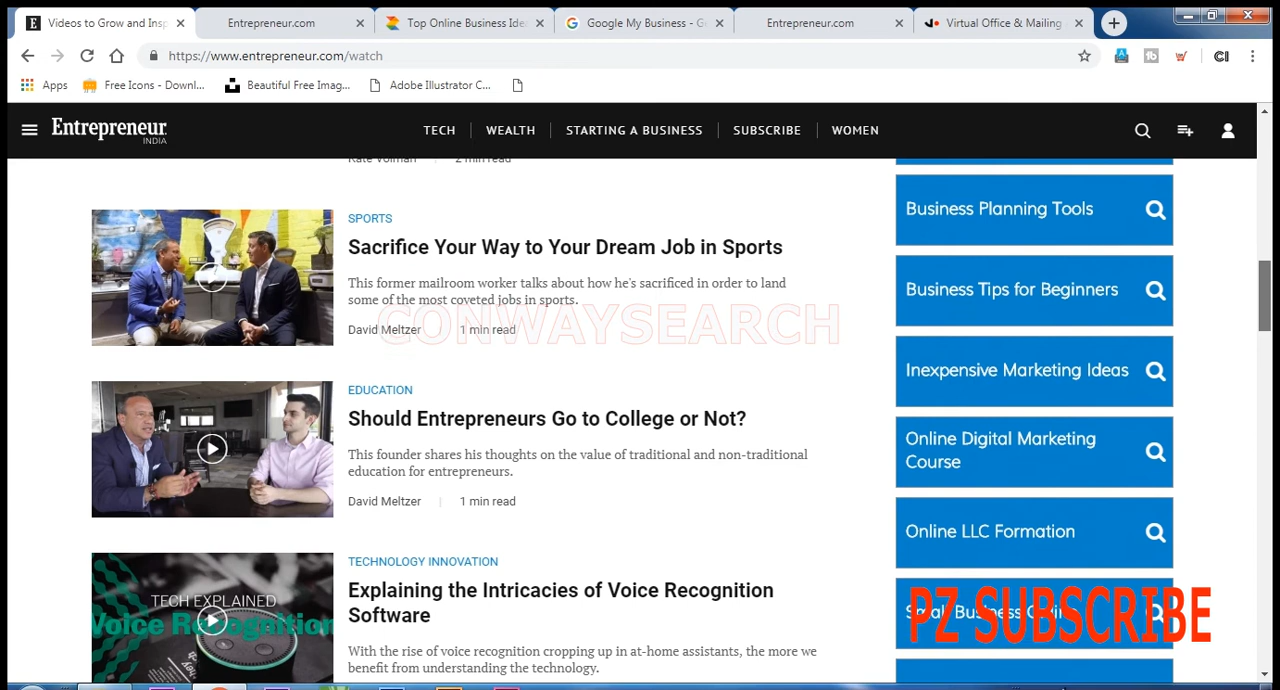 Videos to Grow and Insp
Entrepreneur.com
Top Online Business Ide
Google My Business - G
Entrepreneur.com
Virtual Office & Mailing
https://www.entrepreneur.com/watch
Apps
Free Icons - Downl...
Beautiful Free Imag...
Adobe Illustrator C...
Entrepreneur
INDIA
TECH
WEALTH
STARTING A BUSINESS
SUBSCRIBE
WOMEN
Kate Volman
2 min read
SPORTS
Sacrifice Your Way to Your Dream Job in Sports
This former mailroom worker talks about how he's sacrificed in order to land
some of the most coveted jobs in sports.
David Meltzer
1 min read
CONWAYSEARCH
EDUCATION
Should Entrepreneurs Go to College or Not?
This founder shares his thoughts on the value of traditional and non-traditional
education for entrepreneurs.
David Meltzer
1 min read
TECH EXPLAINED
Voice Recognition
TECHNOLOGY INNOVATION
Explaining the Intricacies of Voice Recognition
Software
With the rise of voice recognition cropping up in at-home assistants, the more we
benefit from understanding the technology.
Business Planning Tools
Business Tips for Beginners
Inexpensive Marketing Ideas
Online Digital Marketing
Course
Online LLC Formation
Small Business
PZ SUBSCRIBE